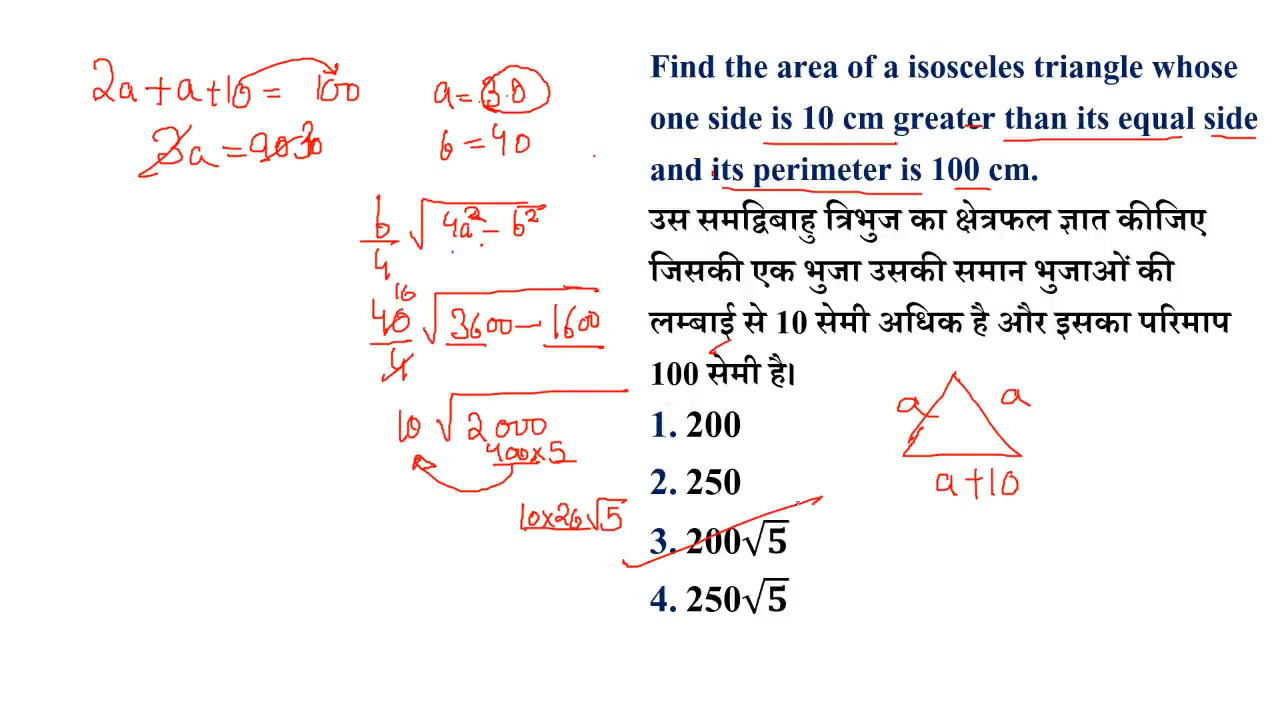 2a + a + 10 = 100
3a = 90 30
a = 30
b = 40
b/4 √4a² - b²
40/4 10 √3600 - 1600
10 √2000
400 x 5
10 x 20 √5
Find the area of a isosceles triangle whose
one side is 10 cm greater than its equal side
and its perimeter is 100 cm.
उस समद्विबाहु त्रिभुज का क्षेत्रफल ज्ञात कीजिए
जिसकी एक भुजा उसकी समान भुजाओं की
लम्बाई से 10 सेमी अधिक है और इसका परिमाप
100 सेमी है।
1. 200
2. 250
3. 200√5
4. 250√5
a a
a + 10